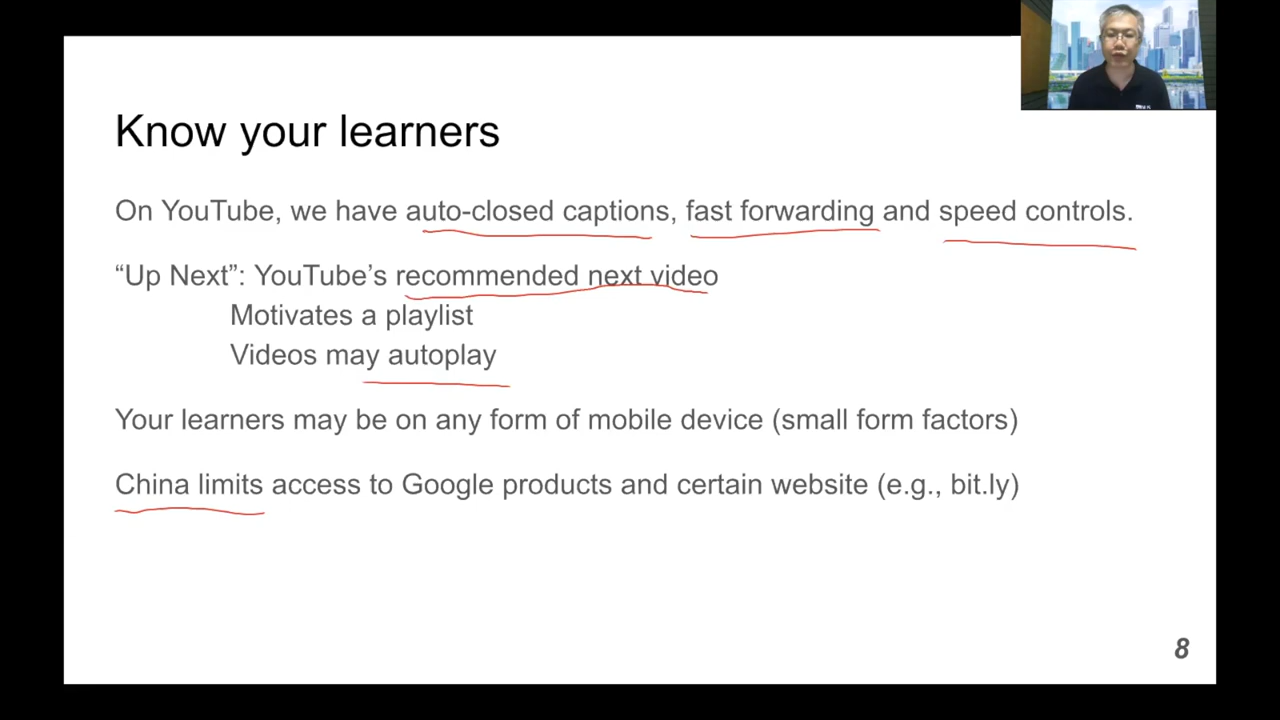 Know your learners
On YouTube, we have auto-closed captions, fast forwarding and speed controls.
“Up Next”: YouTube’s recommended next video
Motivates a playlist
Videos may autoplay
Your learners may be on any form of mobile device (small form factors)
China limits access to Google products and certain website (e.g., bit.ly)
8